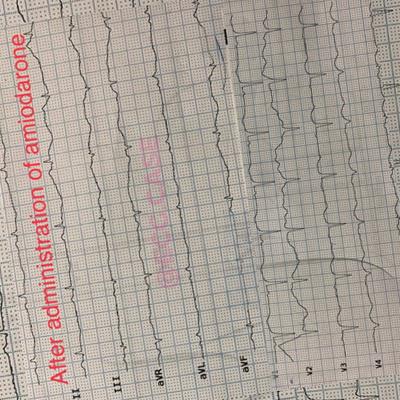 After administration of amiodarone
II
III
aVR
aVL
aVF
V2
V3
V4